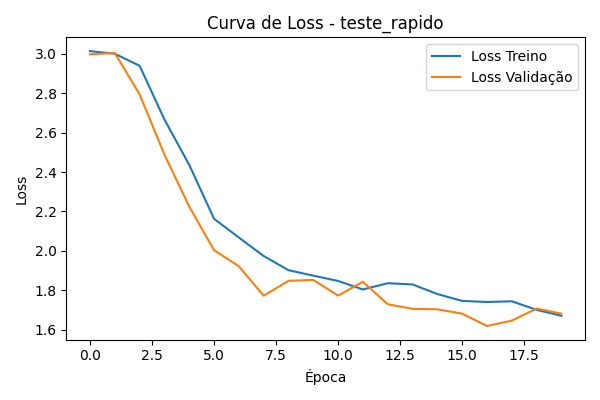 Curva de Loss - teste_rapido
Loss Treino
Loss Validação
3.0
2.8
2.6
2.4
2.2
2.0
1.8
1.6
Loss
0.0 2.5 5.0 7.5 10.0 12.5 15.0 17.5
Época